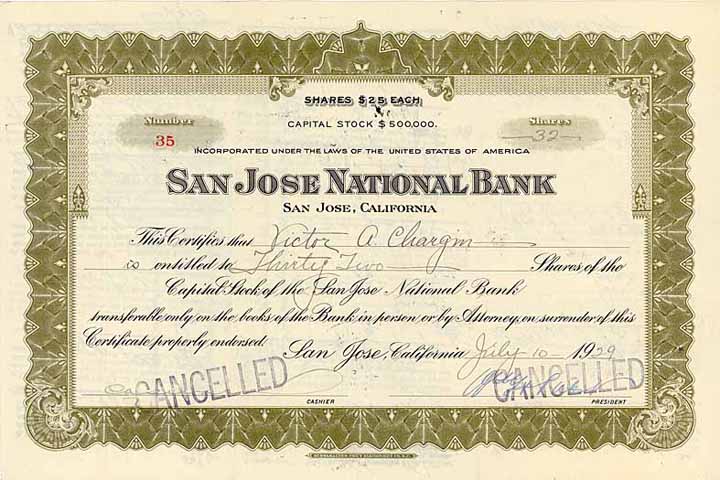 SHARES $25 EACH
CAPITAL STOCK $500,000.
Number
35
Shares
32
INCORPORATED UNDER THE LAWS OF THE UNITED STATES OF AMERICA
SAN JOSE NATIONAL BANK
SAN JOSE, CALIFORNIA
This Certifies that Victor A. Chargin
is entitled to Thirty Two Shares of the
Capital Stock of the San Jose National Bank
transferable only on the books of the Bank in person or by Attorney, on surrender of this
Certificate properly endorsed.
San Jose, California July 10 1929
CANCELLED CANCELLED
CASHIER PRESIDENT